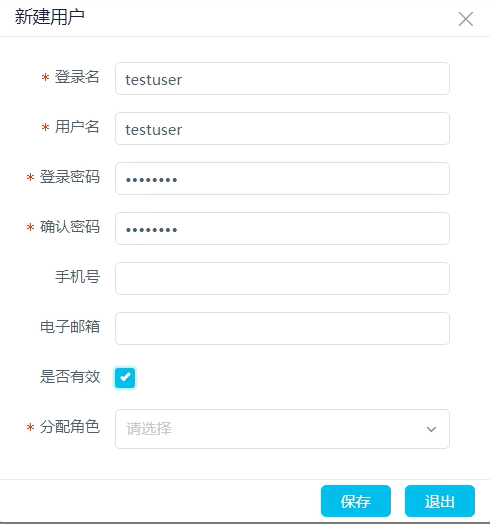 新建用户
* 登录名 testuser
* 用户名 testuser
* 登录密码 ••••••••
* 确认密码 ••••••••
手机号
电子邮箱
是否有效
* 分配角色 请选择
保存 退出